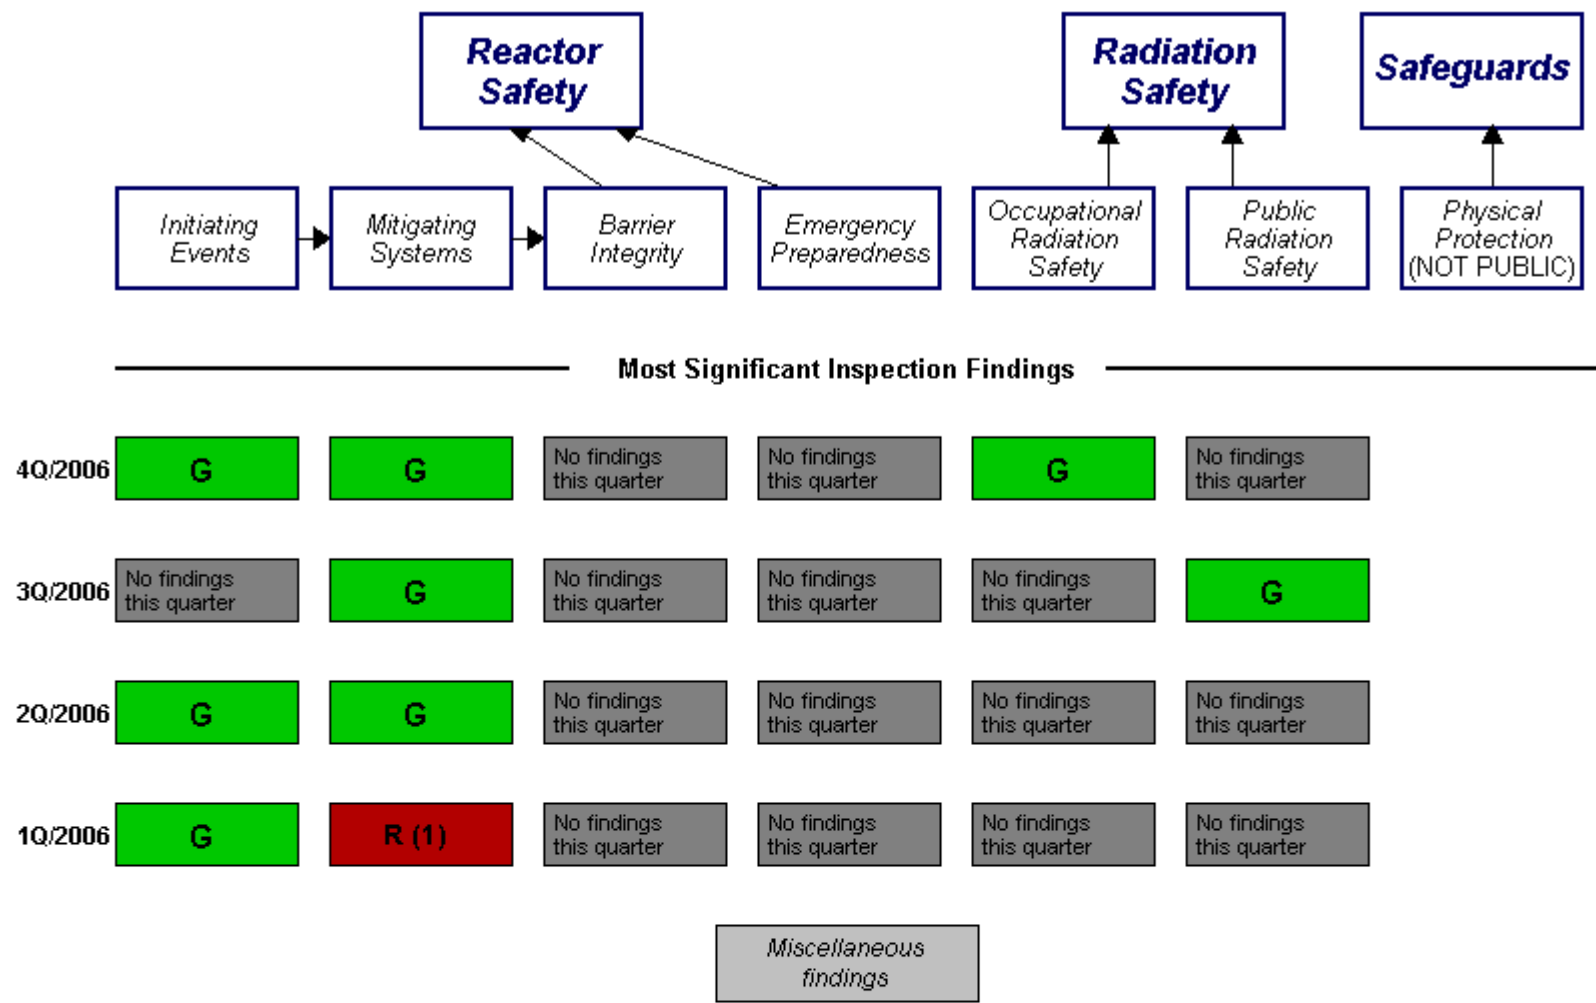 Reactor
Safety
Radiation
Safety
Safeguards
Initiating
Events
Mitigating
Systems
Barrier
Integrity
Emergency
Preparedness
Occupational
Radiation
Safety
Public
Radiation
Safety
Physical
Protection
(NOT PUBLIC)
Most Significant Inspection Findings
4Q/2006
G
G
No findings
this quarter
No findings
this quarter
G
No findings
this quarter
3Q/2006
No findings
this quarter
G
No findings
this quarter
No findings
this quarter
No findings
this quarter
G
2Q/2006
G
G
No findings
this quarter
No findings
this quarter
No findings
this quarter
No findings
this quarter
1Q/2006
G
R (1)
No findings
this quarter
No findings
this quarter
No findings
this quarter
No findings
this quarter
Miscellaneous
findings